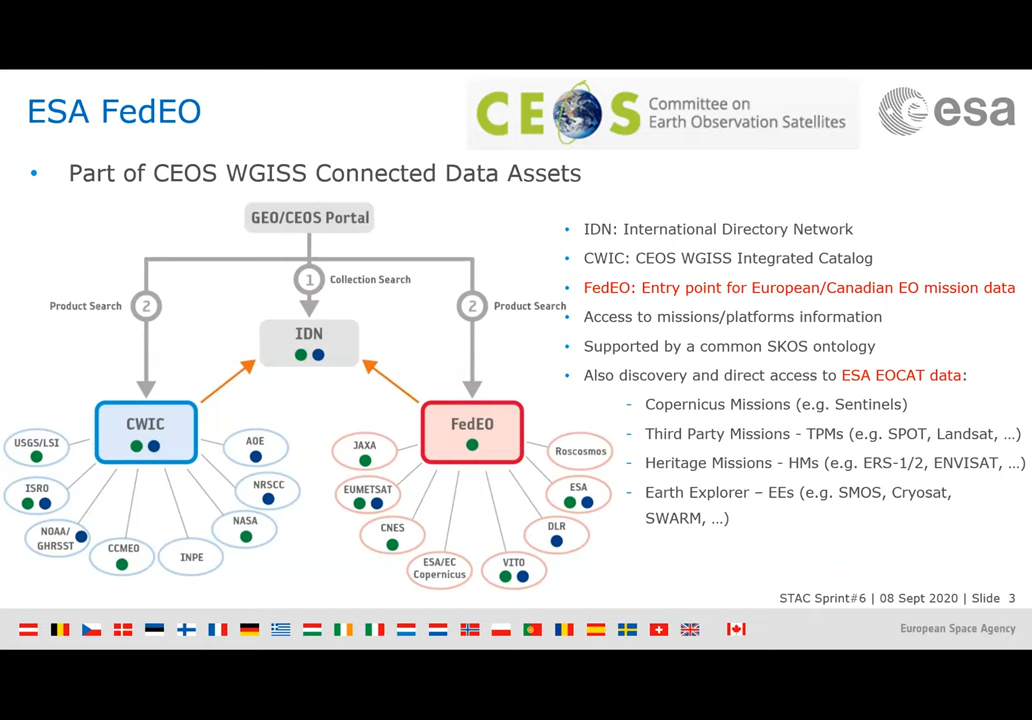 ESA FedEO
CEOS
Committee on
Earth Observation Satellites
esa
• Part of CEOS WGISS Connected Data Assets
GEO/CEOS Portal
1
Collection Search
Product Search
2
2
Product Search
IDN
CWIC
FedEO
USGS/LSI
ISRO
NOAA/
GHRSST
CCMEO
INPE
NASA
NRSCC
AOE
JAXA
EUMETSAT
CNES
ESA/EC
Copernicus
VITO
DLR
ESA
Roscosmos
• IDN: International Directory Network
• CWIC: CEOS WGISS Integrated Catalog
• FedEO: Entry point for European/Canadian EO mission data
• Access to missions/platforms information
• Supported by a common SKOS ontology
• Also discovery and direct access to ESA EOCAT data:
- Copernicus Missions (e.g. Sentinels)
- Third Party Missions - TPMs (e.g. SPOT, Landsat, ...)
- Heritage Missions - HMs (e.g. ERS-1/2, ENVISAT, ...)
- Earth Explorer – EEs (e.g. SMOS, Cryosat,
SWARM, ...)
STAC Sprint#6 | 08 Sept 2020 | Slide 3
European Space Agency